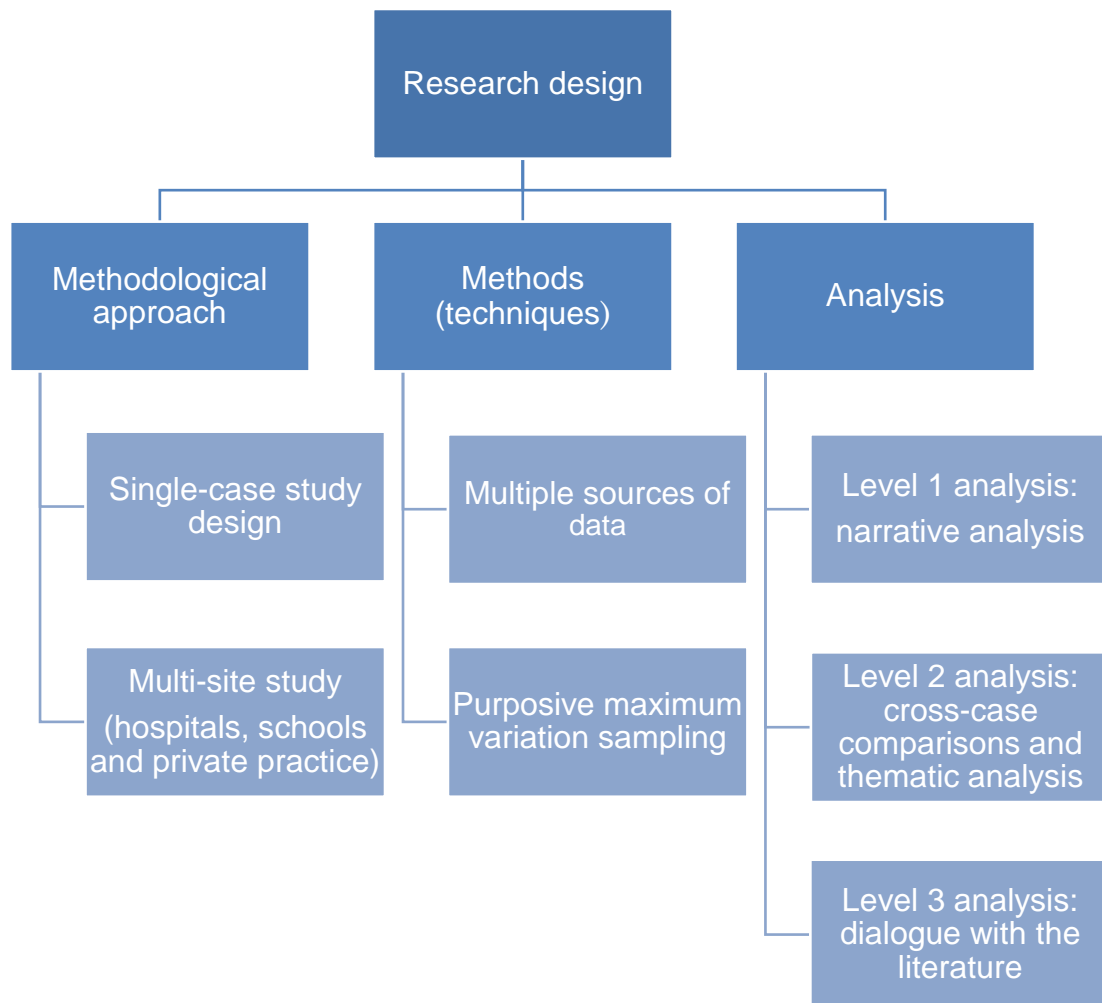 Research design
Methodological
approach
Methods
(techniques)
Analysis
Single-case study
design
Multi-site study
(hospitals, schools
and private practice)
Multiple sources of
data
Purposive maximum
variation sampling
Level 1 analysis:
narrative analysis
Level 2 analysis:
cross-case
comparisons and
thematic analysis
Level 3 analysis:
dialogue with the
literature